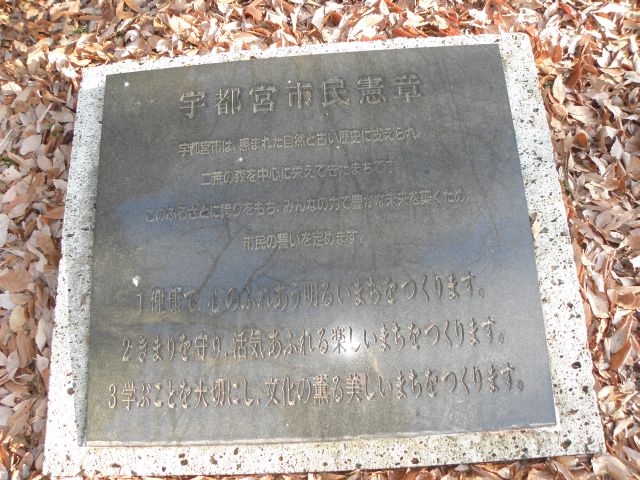 宇都宮市民憲章
宇都宮市は、恵まれた自然と古い歴史に支えられ、
二荒の森を中心に栄えてきたまちです。
このふるさとに誇りをもち、みんなの力で豊かな未来を築くため、
市民の誓いを定めます。
1健康で、心のふれあう明るいまちをつくります。
2きまりを守り、活気あふれる楽しいまちをつくります。
3学ぶことを大切にし、文化の薫る美しいまちをつくります。